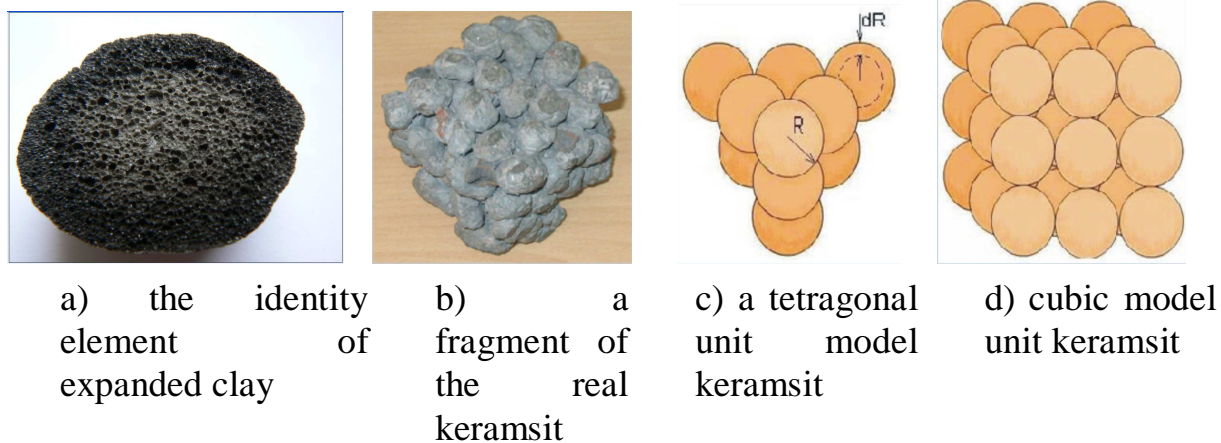 dR
R
a) the identity
element of
expanded clay
b) a
fragment of
the real
keramsit
c) a tetragonal
unit model
keramsit
d) cubic model
unit keramsit